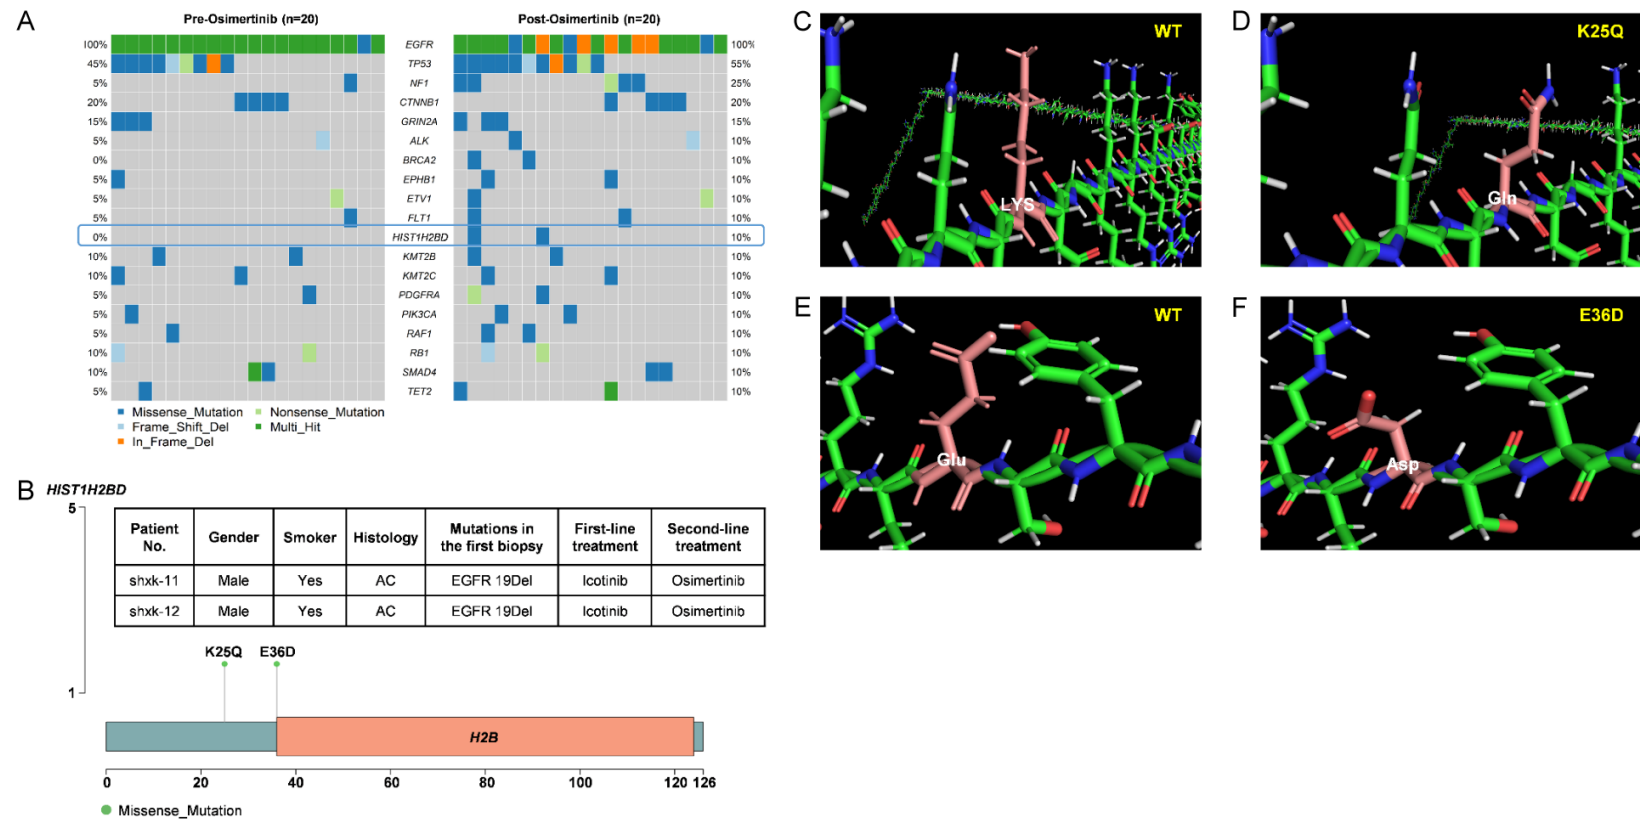 A
Pre-Osimertinib (n=20)
Post-Osimertinib (n=20)
100% EGFR 100%
45% TP53 55%
5% NF1 25%
20% CTNNB1 20%
15% GRIN2A 15%
5% ALK 10%
0% BRCA2 10%
5% EPHB1 10%
5% ETV1 10%
5% FLT1 10%
0% HIST1H2BD 10%
10% KMT2B 10%
10% KMT2C 10%
5% PDGFRA 10%
5% PIK3CA 10%
5% RAF1 10%
10% RB1 10%
10% SMAD4 10%
5% TET2 10%
Missense_Mutation Nonsense_Mutation
Frame_Shift_Del Multi_Hit
In_Frame_Del
B
HIST1H2BD
5
Patient No. Gender Smoker Histology Mutations in the first biopsy First-line treatment Second-line treatment
shxk-11 Male Yes AC EGFR 19Del Icotinib Osimertinib
shxk-12 Male Yes AC EGFR 19Del Icotinib Osimertinib
K25Q E36D
1
H2B
0 20 40 60 80 100 120 126
Missense_Mutation
C
WT
LYS
D
K25Q
Gln
E
WT
Glu
F
E36D
Asp